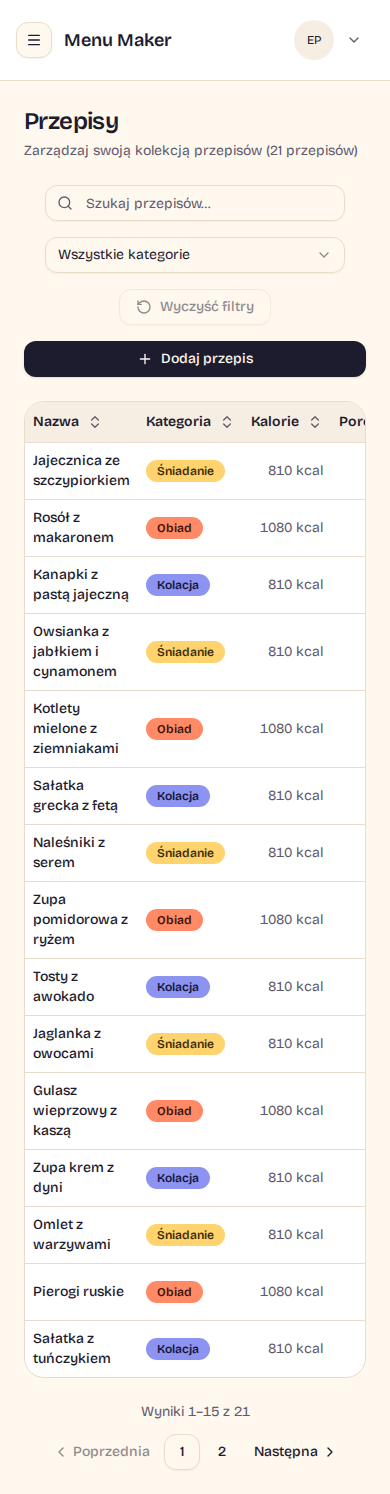 Menu Maker
EP
Przepisy
Zarządzaj swoją kolekcją przepisów (21 przepisów)
Szukaj przepisów...
Wszystkie kategorie
Wyczyść filtry
Dodaj przepis
Nazwa Kategoria Kalorie
Jajecznica ze
szczypiorkiem
Śniadanie
810 kcal
Rosół z
makaronem
Obiad
1080 kcal
Kanapki z
pastą jajeczną
Kolacja
810 kcal
Owsianka z
jabłkiem i
cynamonem
Śniadanie
810 kcal
Kotlety
mielone z
ziemniakami
Obiad
1080 kcal
Sałatka
grecka z fetą
Kolacja
810 kcal
Naleśniki z
serem
Śniadanie
810 kcal
Zupa
pomidorowa z
ryżem
Obiad
1080 kcal
Tosty z
awokado
Kolacja
810 kcal
Jaglanka z
owocami
Śniadanie
810 kcal
Gulasz
wieprzowy z
kaszą
Obiad
1080 kcal
Zupa krem z
dyni
Kolacja
810 kcal
Omlet z
warzywami
Śniadanie
810 kcal
Pierogi ruskie
Obiad
1080 kcal
Sałatka z
tuńczykiem
Kolacja
810 kcal
Wyniki 1–15 z 21
Poprzednia 1 2 Następna